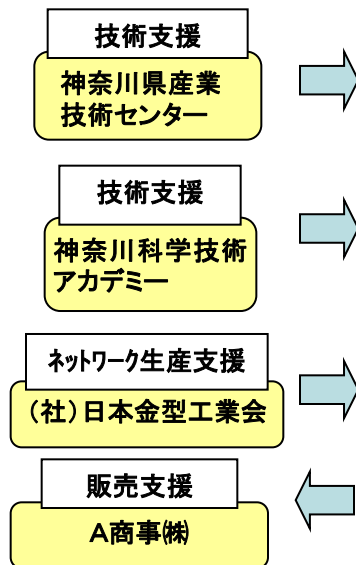 技術支援
神奈川県産業
技術センター
技術支援
神奈川科学技術
アカデミー
ネットワーク生産支援
（社）日本金型工業会
販売支援
A商事㈱